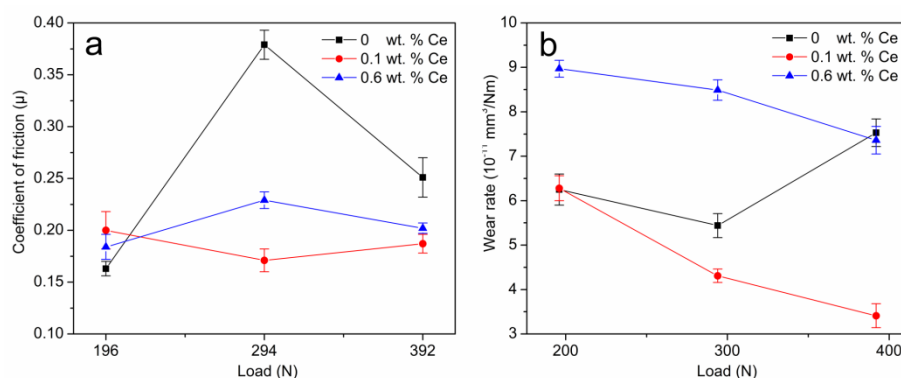 a
0 wt. % Ce
0.1 wt. % Ce
0.6 wt. % Ce
0.40
0.35
0.30
0.25
0.20
0.15
0.10
Coefficient of friction (μ)
196
294
392
Load (N)
b
0 wt. % Ce
0.1 wt. % Ce
0.6 wt. % Ce
10
9
8
7
6
5
4
3
Wear rate (10⁻¹¹ mm³/Nm)
200
300
400
Load (N)